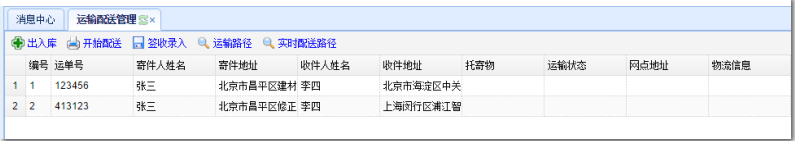 消息中心 运输配送管理
出入库 开始配送 签收录入 运输路径 实时配送路径
编号 运单号 寄件人姓名 寄件地址 收件人姓名 收件地址 托寄物 运输状态 网点地址 物流信息
1 1 123456 张三 北京市昌平区建材 李四 北京市海淀区中关
2 2 413123 张三 北京市昌平区修正 李四 上海闵行区浦江智